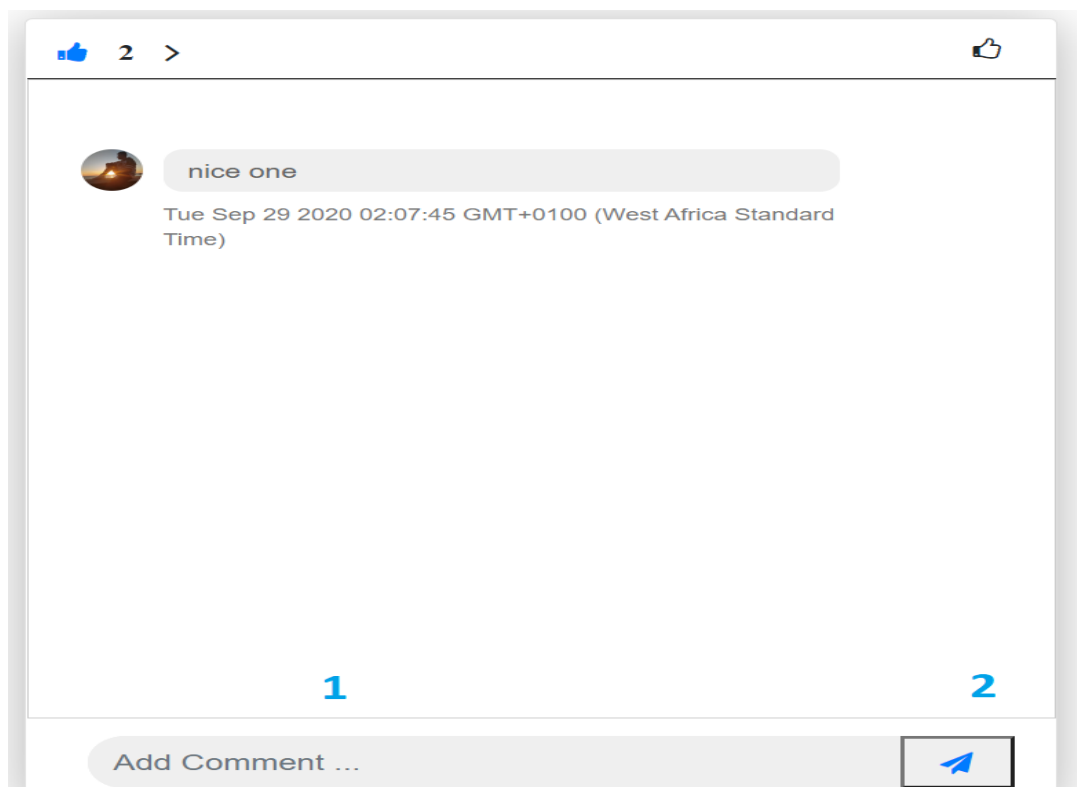 2 >
nice one
Tue Sep 29 2020 02:07:45 GMT+0100 (West Africa Standard
Time)
1
2
Add Comment ...